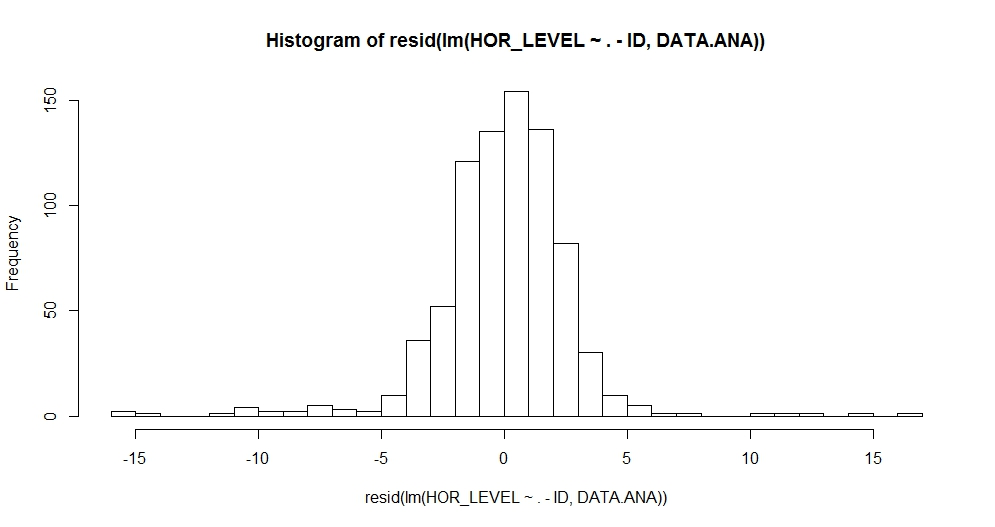 Histogram of resid(lm(HOR_LEVEL ~ . - ID, DATA.ANA))
150
100
50
0
Frequency
-15 -10 -5 0 5 10 15
resid(lm(HOR_LEVEL ~ . - ID, DATA.ANA))